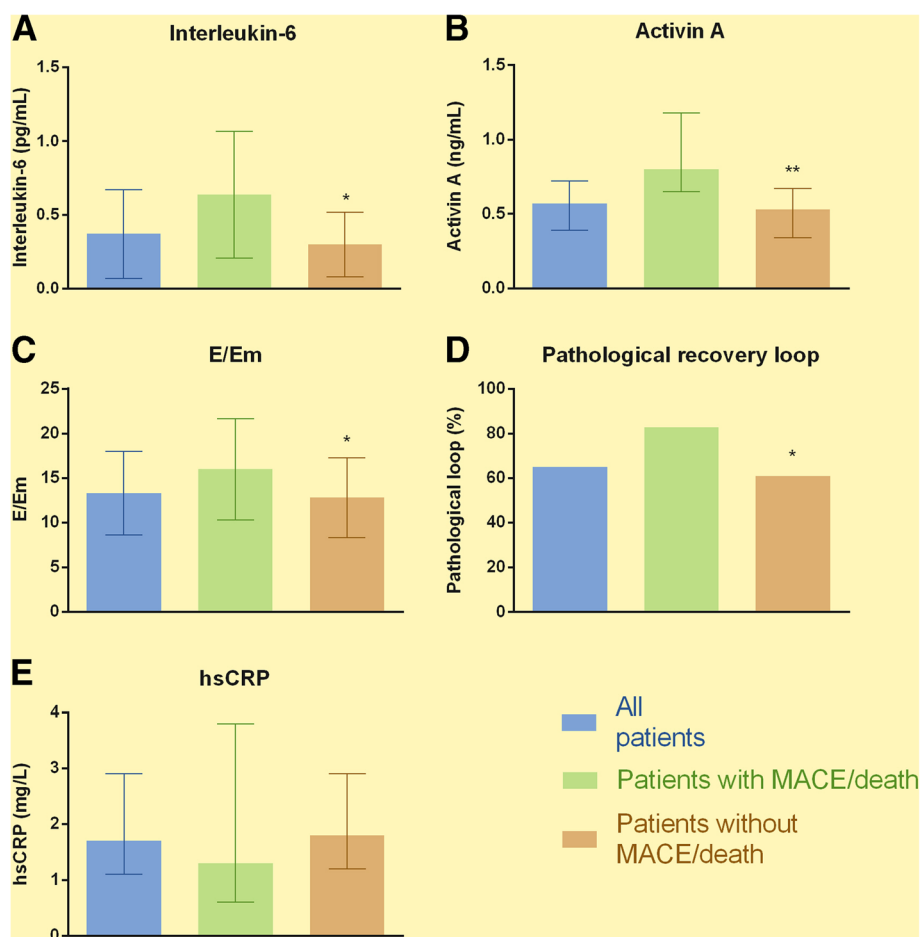 A
Interleukin-6
Interleukin-6 (pg/mL)
1.5
1.0
0.5
0.0
*
B
Activin A
Activin A (ng/mL)
1.5
1.0
0.5
0.0
**
C
E/Em
E/Em
25
20
15
10
5
0
*
D
Pathological recovery loop
Pathological loop (%)
100
80
60
40
20
0
*
E
hsCRP
hsCRP (mg/L)
4
3
2
1
0
All
patients
Patients with MACE/death
Patients without
MACE/death